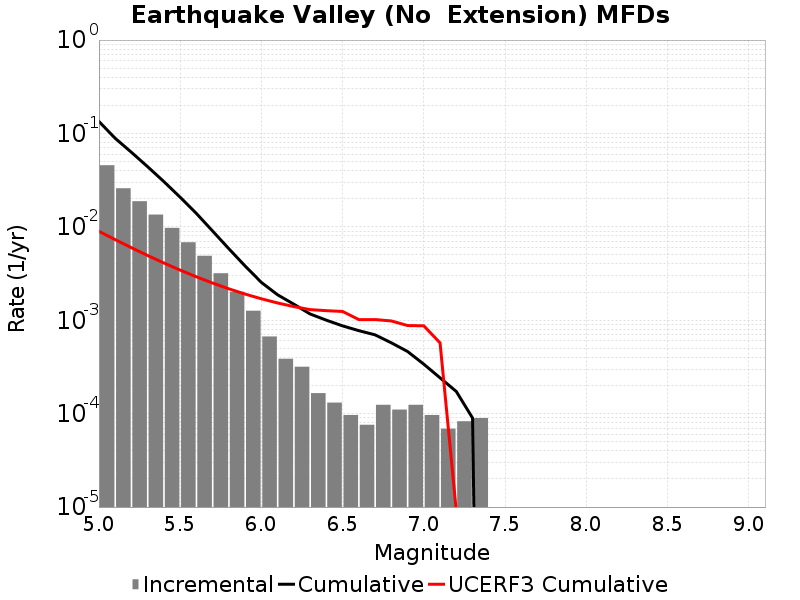 Earthquake Valley (No  Extension) MFDs
10^0
10^-1
10^-2
10^-3
10^-4
10^-5
Rate (1/yr)
5.0 5.5 6.0 6.5 7.0 7.5 8.0 8.5 9.0
Magnitude
Incremental Cumulative UCERF3 Cumulative